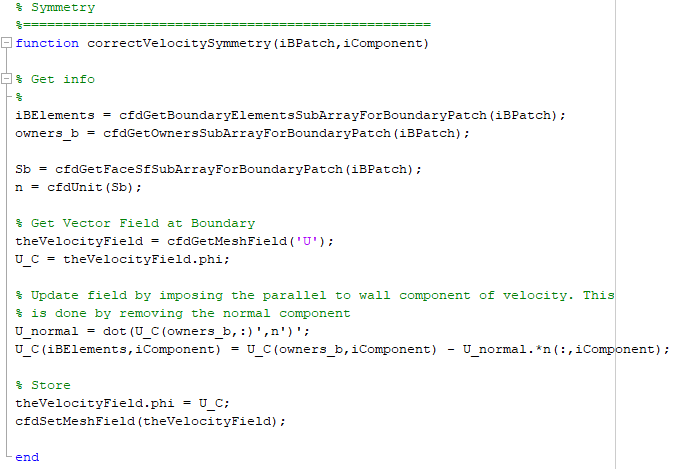 % Symmetry
%===================================================
function correctVelocitySymmetry(iBPatch,iComponent)
% Get info
%
iBElements = cfdGetBoundaryElementsSubArrayForBoundaryPatch(iBPatch);
owners_b = cfdGetOwnersSubArrayForBoundaryPatch(iBPatch);
Sb = cfdGetFaceSfSubArrayForBoundaryPatch(iBPatch);
n = cfdUnit(Sb);
% Get Vector Field at Boundary
theVelocityField = cfdGetMeshField('U');
U_C = theVelocityField.phi;
% Update field by imposing the parallel to wall component of velocity. This
% is done by removing the normal component
U_normal = dot(U_C(owners_b,:)',n')';
U_C(iBElements,iComponent) = U_C(owners_b,iComponent) - U_normal.*n(:,iComponent);
% Store
theVelocityField.phi = U_C;
cfdSetMeshField(theVelocityField);
end